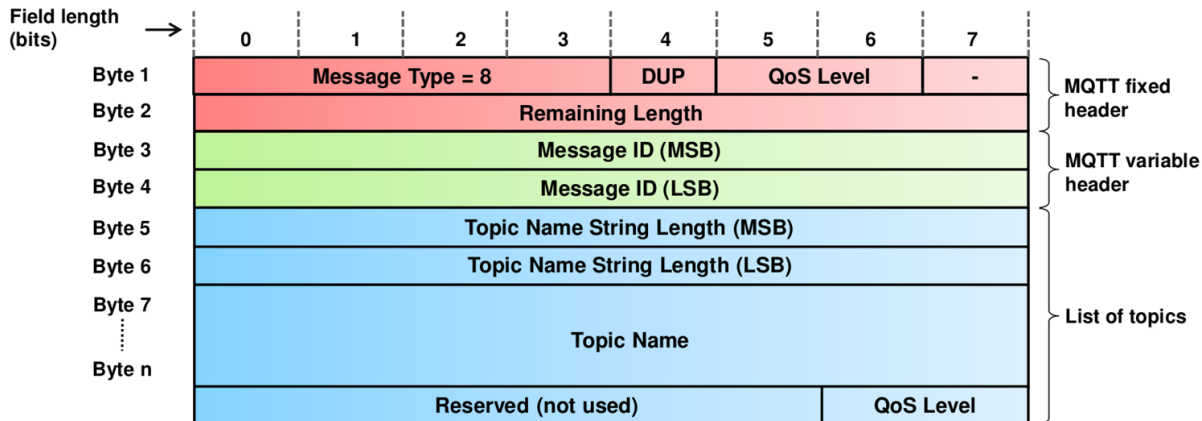 Field length
(bits)
0 1 2 3 4 5 6 7
Byte 1 Message Type = 8 DUP QoS Level -
MQTT fixed
header
Byte 2 Remaining Length
Byte 3 Message ID (MSB)
MQTT variable
header
Byte 4 Message ID (LSB)
Byte 5 Topic Name String Length (MSB)
Byte 6 Topic Name String Length (LSB)
Byte 7
Topic Name
List of topics
Byte n
Reserved (not used) QoS Level